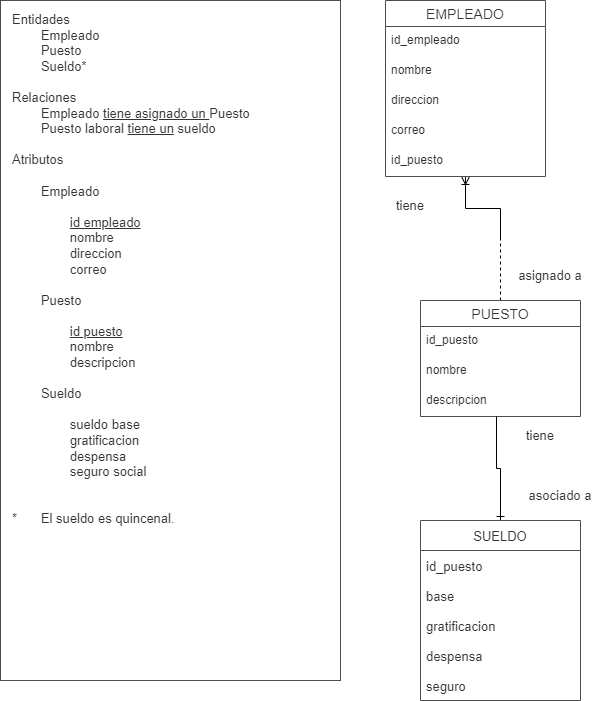 Entidades
Empleado
Puesto
Sueldo*
Relaciones
Empleado tiene asignado un Puesto
Puesto laboral tiene un sueldo
Atributos
Empleado
id empleado
nombre
direccion
correo
Puesto
id puesto
nombre
descripcion
Sueldo
sueldo base
gratificacion
despensa
seguro social
* El sueldo es quincenal.
EMPLEADO
id_empleado
nombre
direccion
correo
id_puesto
tiene
asignado a
PUESTO
id_puesto
nombre
descripcion
tiene
asociado a
SUELDO
id_puesto
base
gratificacion
despensa
seguro